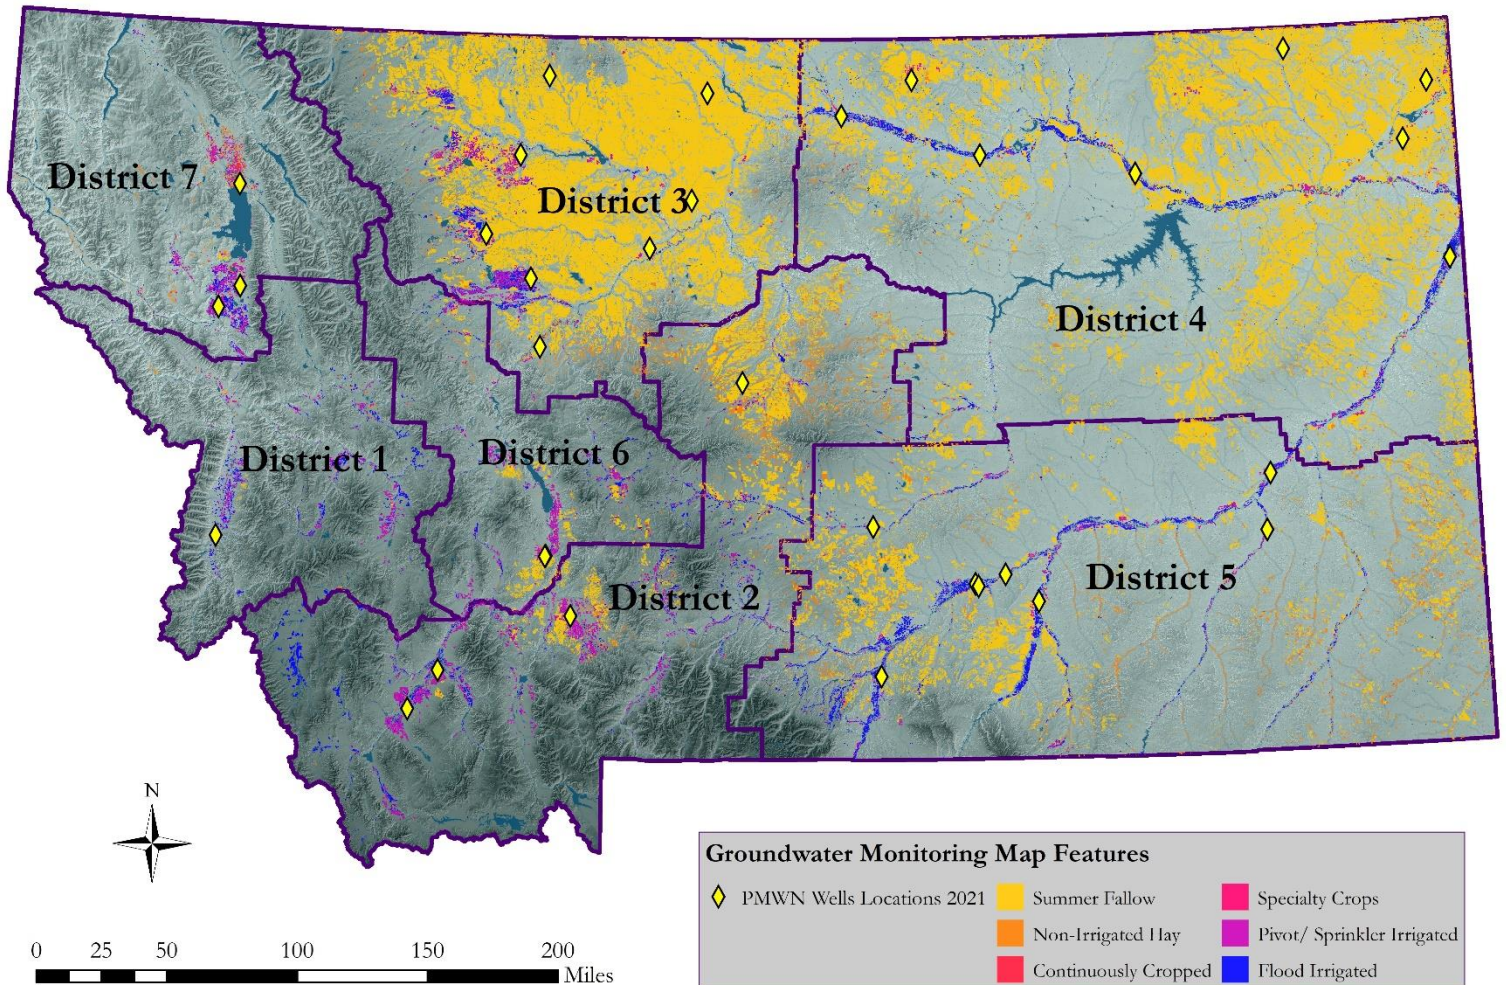 District 7
District 3
District 4
District 1
District 6
District 2
District 5
N
0 25 50 100 150 200
Miles
Groundwater Monitoring Map Features
PMWN Wells Locations 2021
Summer Fallow
Specialty Crops
Non-Irrigated Hay
Pivot/ Sprinkler Irrigated
Continuously Cropped
Flood Irrigated